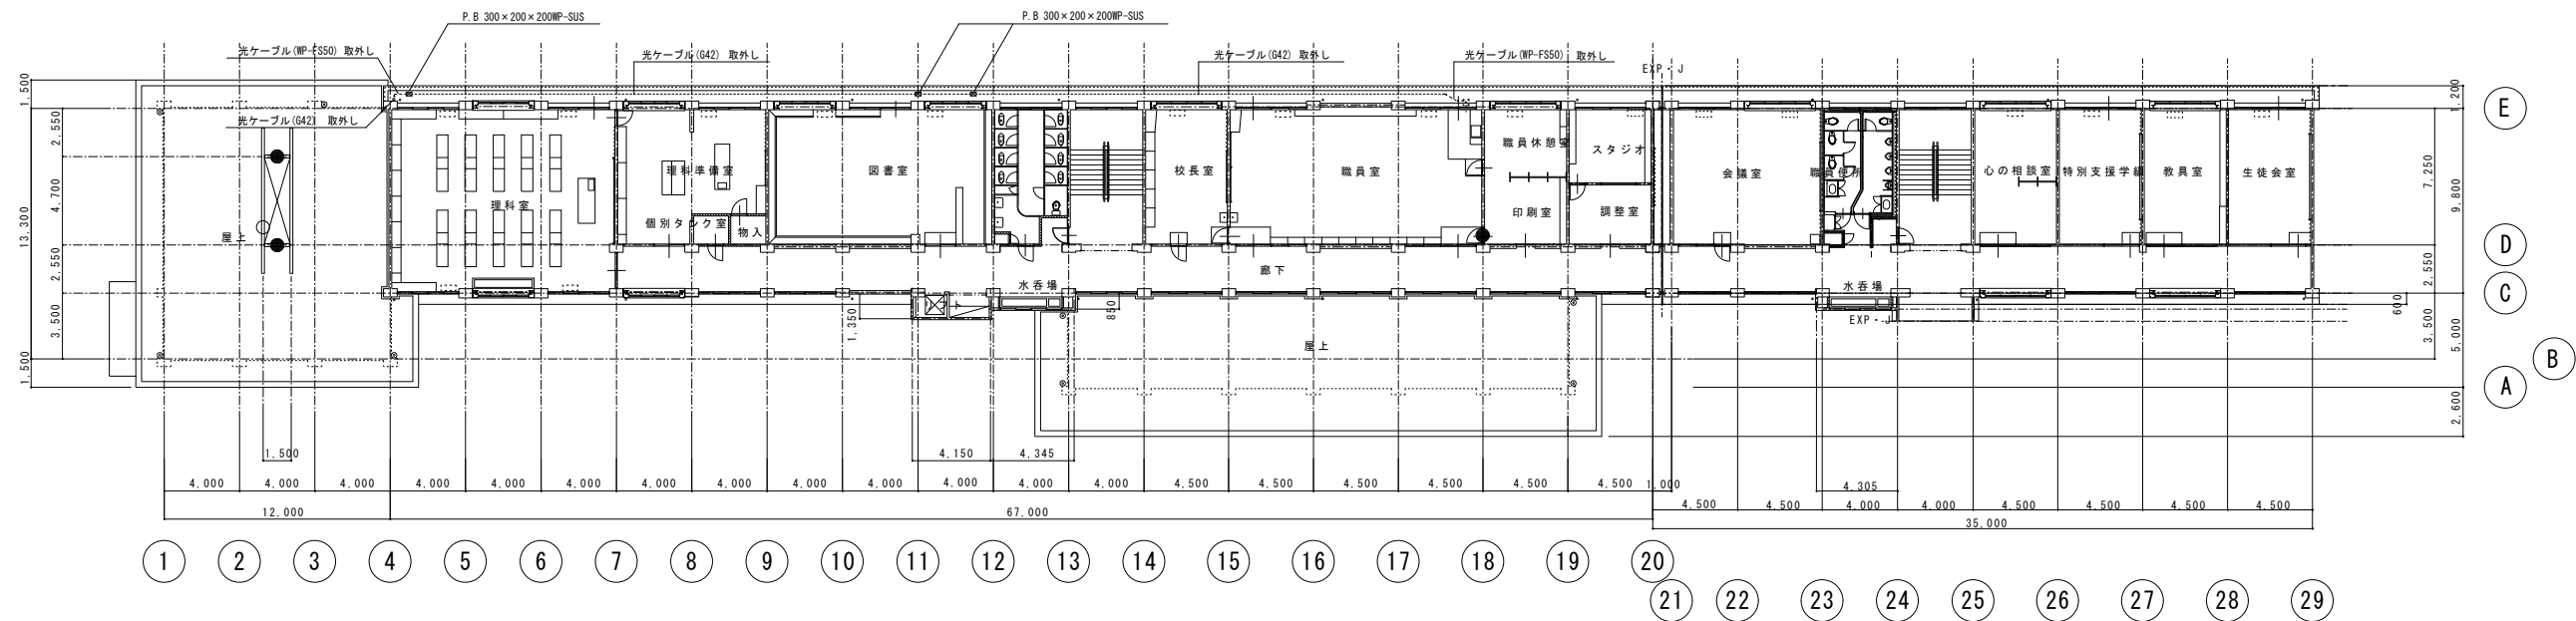 P.B 300×200×200WP-SUS
P.B 300×200×200WP-SUS
光ケーブル(WP-FS50) 取外し
光ケーブル(G42) 取外し
光ケーブル(G42) 取外し
光ケーブル(WP-FS50) 取外し
EXP・J
光ケーブル(G42) 取外し
1,500
2,550
4,700
13,300
2,550
3,500
1,500
1,200
7,250
9,800
2,550
600
3,500
5,000
2,600
E
D
C
B
A
屋上
理科室
理科準備室
個別タンク室
物入
図書室
校長室
職員室
職員休憩室
印刷室
スタジオ
調整室
会議室
職員便所
心の相談室
特別支援学級
教具室
生徒会室
廊下
水呑場
水呑場
EXP・J
ト
1,350
850
屋上
1,500
4,150
4,345
4,305
4,000 4,000 4,000 4,000 4,000 4,000 4,000 4,000 4,000 4,000 4,000 4,000 4,000 4,500 4,500 4,500 4,500 4,500 4,500 1,000
4,500 4,500 4,000 4,000 4,500 4,500 4,500 4,500
12,000 67,000 35,000
1 2 3 4 5 6 7 8 9 10 11 12 13 14 15 16 17 18 19 20
21 22 23 24 25 26 27 28 29